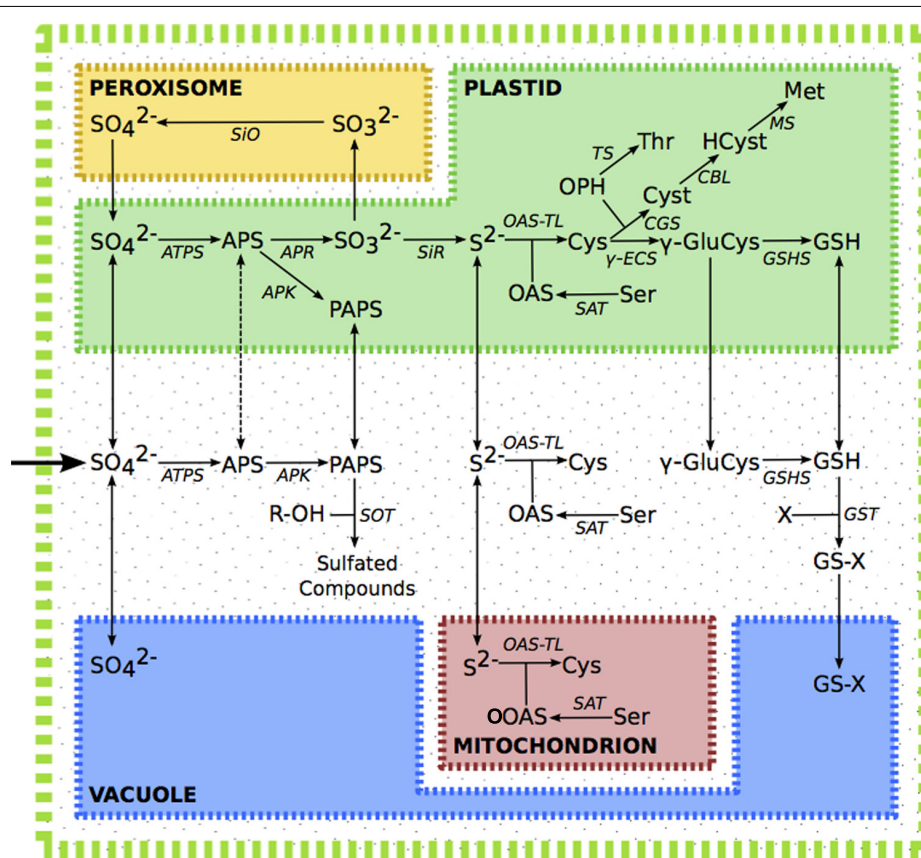 PEROXISOME
SO4 2- SiO SO3 2-
PLASTID
Met
MS
TS Thr HCyst
CBL
OPH Cyst
CGS
SO4 2- ATPS APS APR SO3 2- SiR S2- OAS-TL Cys γ-ECS γ-GluCys GSHS GSH
APK
PAPS
OAS SAT Ser
SO4 2- ATPS APS APK PAPS S2- OAS-TL Cys γ-GluCys GSHS GSH
R-OH SOT OAS SAT Ser X GST
Sulfated
Compounds
GS-X
SO4 2-
S2- OAS-TL Cys
GS-X
OOAS SAT Ser
MITOCHONDRION
VACUOLE